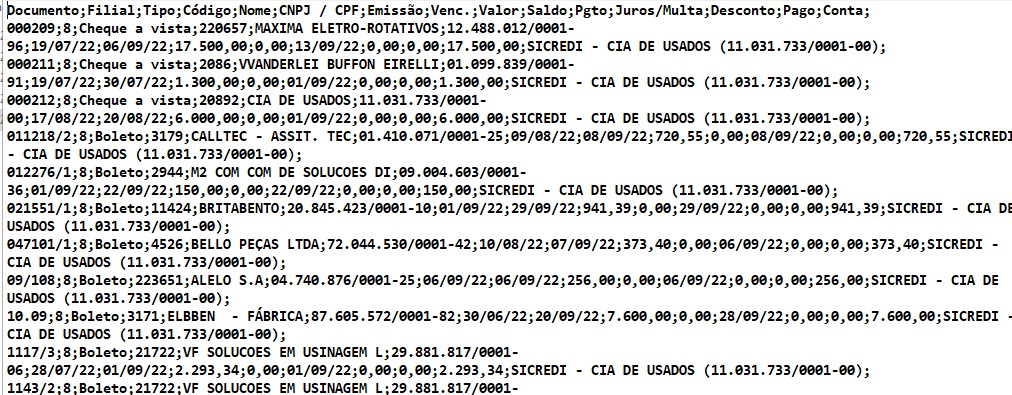 Documento;Filial;Tipo;Código;Nome;CNPJ / CPF;Emissão;Venc.;Valor;Saldo;Pgto;Juros/Multa;Desconto;Pago;Conta;
000209;8;Cheque a vista;220657;MAXIMA ELETRO-ROTATIVOS;12.488.012/0001-
96;19/07/22;06/09/22;17.500,00;0,00;13/09/22;0,00;0,00;17.500,00;SICREDI - CIA DE USADOS (11.031.733/0001-00);
000211;8;Cheque a vista;2086;VVANDERLEI BUFFON EIRELLI;01.099.839/0001-
91;19/07/22;30/07/22;1.300,00;0,00;01/09/22;0,00;0,00;1.300,00;SICREDI - CIA DE USADOS (11.031.733/0001-00);
000212;8;Cheque a vista;20892;CIA DE USADOS;11.031.733/0001-
00;17/08/22;20/08/22;6.000,00;0,00;01/09/22;0,00;0,00;6.000,00;SICREDI - CIA DE USADOS (11.031.733/0001-00);
011218/2;8;Boleto;3179;CALLTEC - ASSIT. TEC;01.410.071/0001-25;09/08/22;08/09/22;720,55;0,00;08/09/22;0,00;0,00;720,55;SICREDI
- CIA DE USADOS (11.031.733/0001-00);
012276/1;8;Boleto;2944;M2 COM COM DE SOLUCOES DI;09.004.603/0001-
36;01/09/22;22/09/22;150,00;0,00;22/09/22;0,00;0,00;150,00;SICREDI - CIA DE USADOS (11.031.733/0001-00);
021551/1;8;Boleto;11424;BRITABENTO;20.845.423/0001-10;01/09/22;29/09/22;941,39;0,00;29/09/22;0,00;0,00;941,39;SICREDI - CIA DE
USADOS (11.031.733/0001-00);
047101/1;8;Boleto;4526;BELLO PEÇAS LTDA;72.044.530/0001-42;10/08/22;07/09/22;373,40;0,00;06/09/22;0,00;0,00;373,40;SICREDI -
CIA DE USADOS (11.031.733/0001-00);
09/108;8;Boleto;223651;ALELO S.A;04.740.876/0001-25;06/09/22;06/09/22;256,00;0,00;06/09/22;0,00;0,00;256,00;SICREDI - CIA DE
USADOS (11.031.733/0001-00);
10.09;8;Boleto;3171;ELBBEN  - FÁBRICA;87.605.572/0001-82;30/06/22;20/09/22;7.600,00;0,00;28/09/22;0,00;0,00;7.600,00;SICREDI -
CIA DE USADOS (11.031.733/0001-00);
1117/3;8;Boleto;21722;VF SOLUCOES EM USINAGEM L;29.881.817/0001-
06;28/07/22;01/09/22;2.293,34;0,00;01/09/22;0,00;0,00;2.293,34;SICREDI - CIA DE USADOS (11.031.733/0001-00);
1143/2;8;Boleto;21722;VF SOLUCOES EM USINAGEM L;29.881.817/0001-